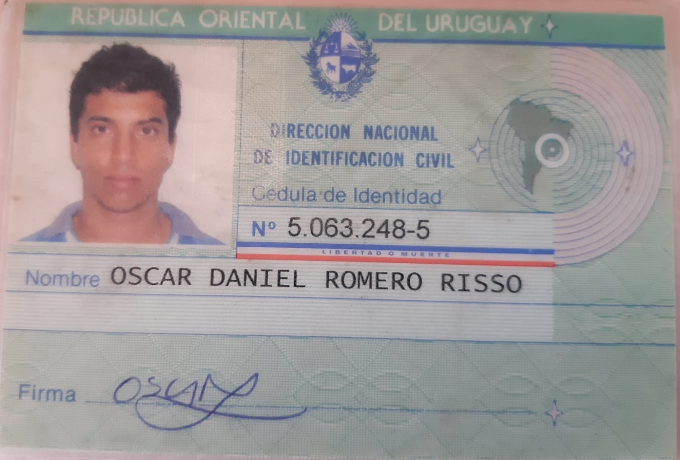 REPUBLICA ORIENTAL DEL URUGUAY
DIRECCION NACIONAL
DE IDENTIFICACION CIVIL
Cedula de Identidad
Nº 5.063.248-5
LIBERTAD O MUERTE
Nombre OSCAR DANIEL ROMERO RISSO
Firma